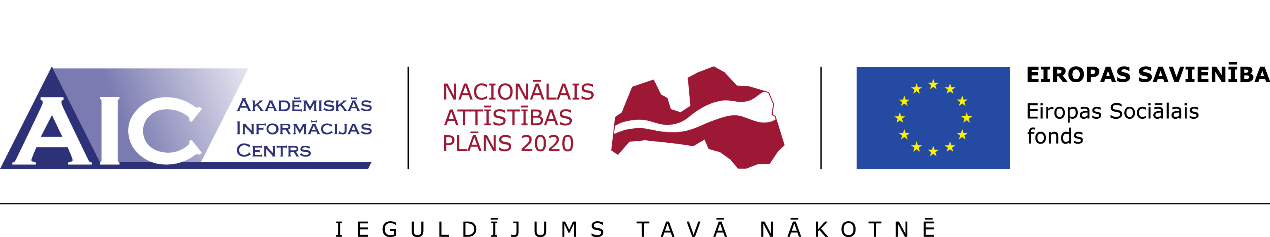 AIC
AKADĒMISKĀS
INFORMĀCIJAS
CENTRS
NACIONĀLAIS
ATTĪSTĪBAS
PLĀNS 2020
EIROPAS SAVIENĪBA
Eiropas Sociālais
fonds
IEGULDĪJUMS TAVĀ NĀKOTNĒ